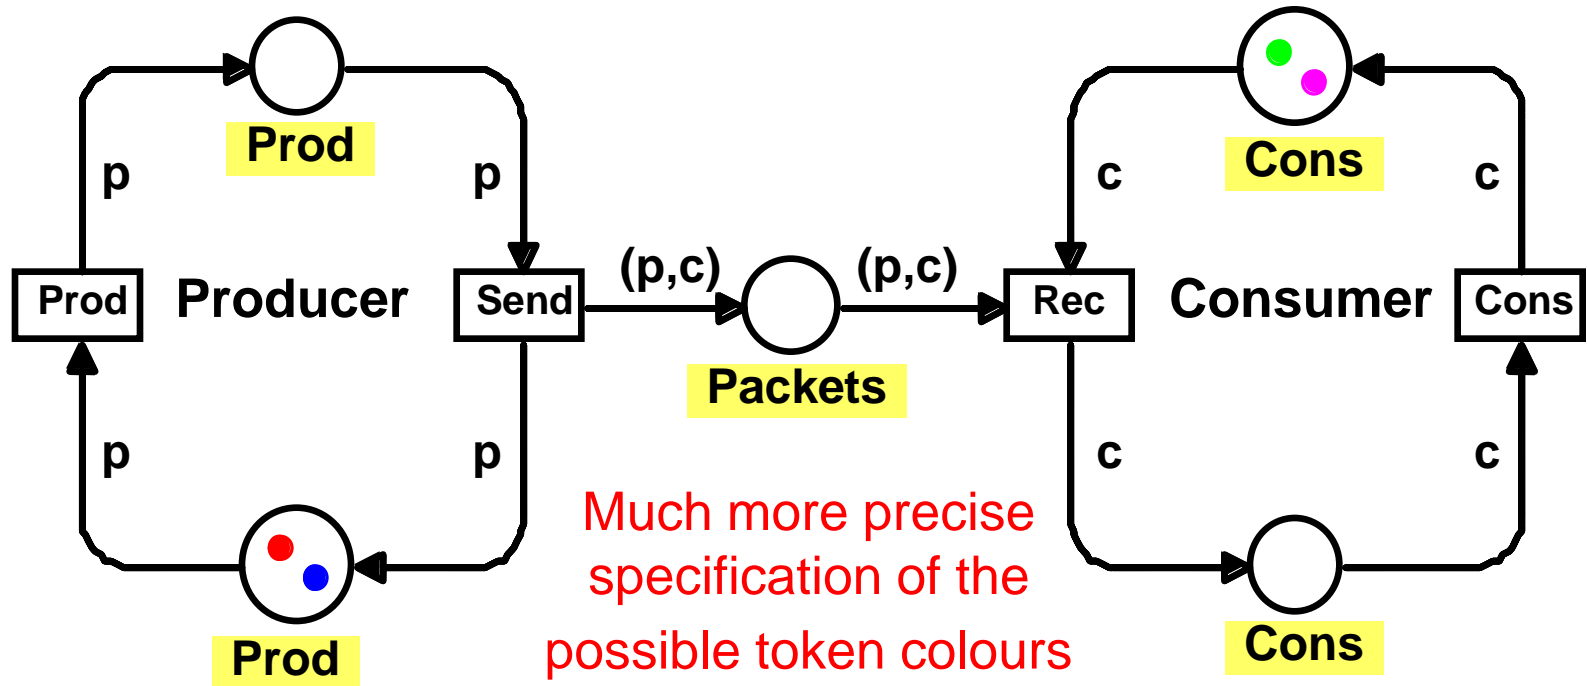 Prod
Cons
p
p
c
c
(p,c)
(p,c)
Prod
Producer
Send
Rec
Consumer
Cons
Packets
p
p
c
c
Much more precise
specification of the
possible token colours
Prod
Cons